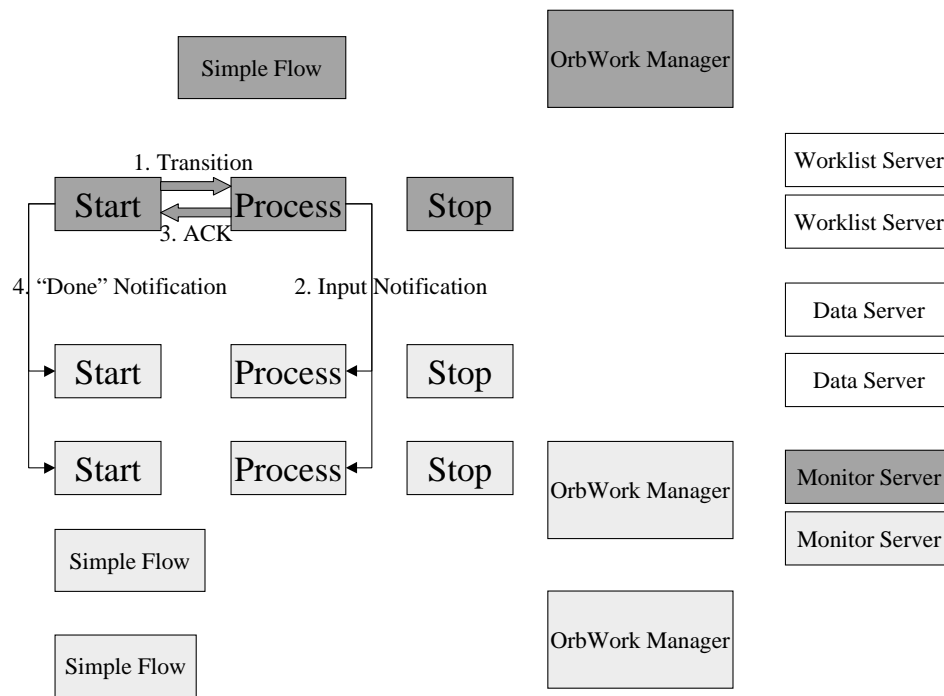 Simple Flow
OrbWork Manager
1. Transition
Worklist Server
Start
Process
Stop
Worklist Server
3. ACK
4. “Done” Notification
2. Input Notification
Data Server
Start
Process
Stop
Data Server
Start
Process
Stop
OrbWork Manager
Monitor Server
Monitor Server
Simple Flow
OrbWork Manager
Simple Flow